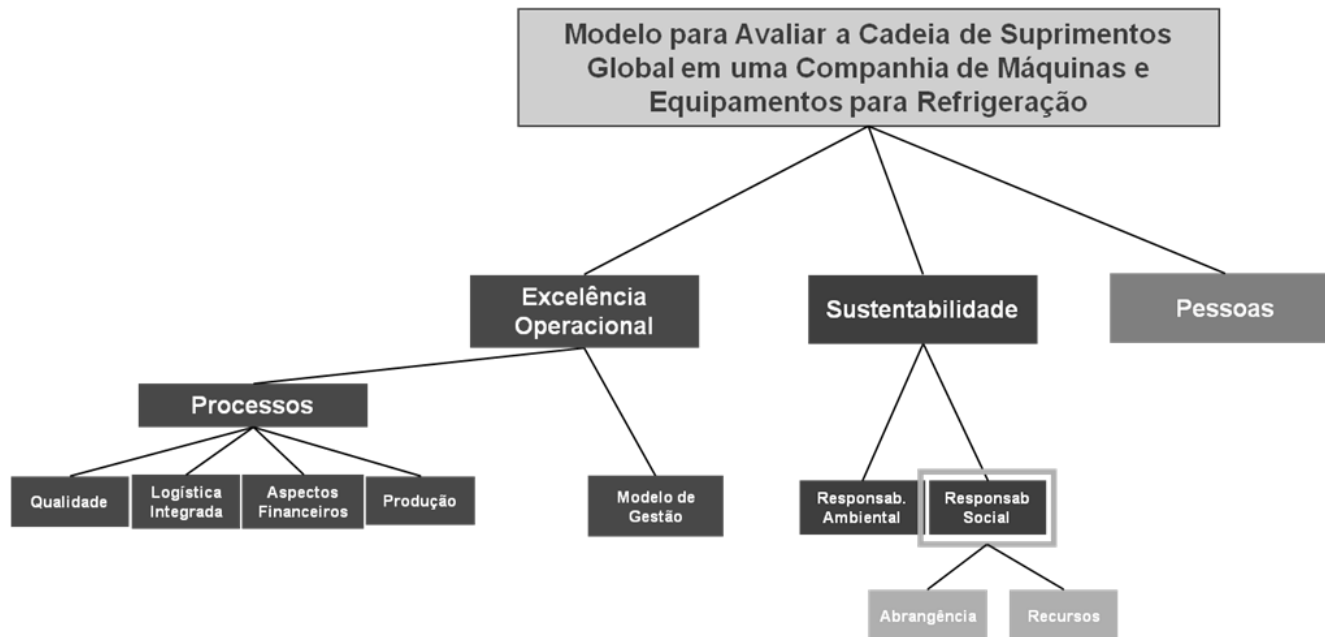 Modelo para Avaliar a Cadeia de Suprimentos
Global em uma Companhia de Máquinas e
Equipamentos para Refrigeração
Excelência
Operacional
Sustentabilidade
Pessoas
Processos
Qualidade
Logística
Integrada
Aspectos
Financeiros
Produção
Modelo de
Gestão
Responsab.
Ambiental
Responsab
Social
Abrangência
Recursos